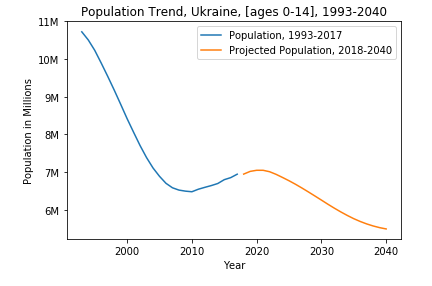 Population Trend, Ukraine, [ages 0-14], 1993-2040
11M
10M
9M
8M
7M
6M
Population in Millions
Population, 1993-2017
Projected Population, 2018-2040
2000
2010
2020
2030
2040
Year